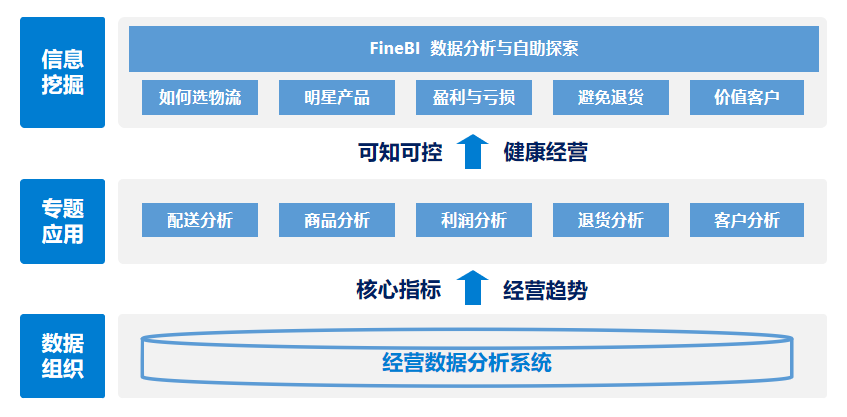 信息
挖掘
FineBI 数据分析与自助探索
如何选物流
明星产品
盈利与亏损
避免退货
价值客户
可知可控
健康经营
专题
应用
配送分析
商品分析
利润分析
退货分析
客户分析
核心指标
经营趋势
数据
组织
经营数据分析系统